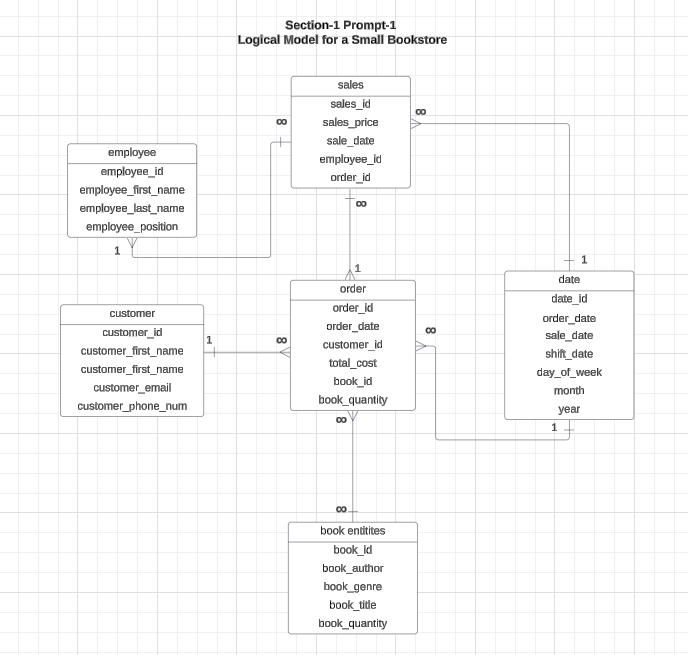 Section-1 Prompt-1
Logical Model for a Small Bookstore
sales
sales_id
sales_price
sale_date
employee_id
order_id
∞
∞
∞
employee
employee_id
employee_first_name
employee_last_name
employee_position
1
1
order
order_id
order_date
customer_id
total_cost
book_id
book_quantity
∞
∞
∞
customer
customer_id
customer_first_name
customer_first_name
customer_email
customer_phone_num
1
1
date
date_id
order_date
sale_date
shift_date
day_of_week
month
year
1
∞
book entitites
book_id
book_author
book_genre
book_title
book_quantity